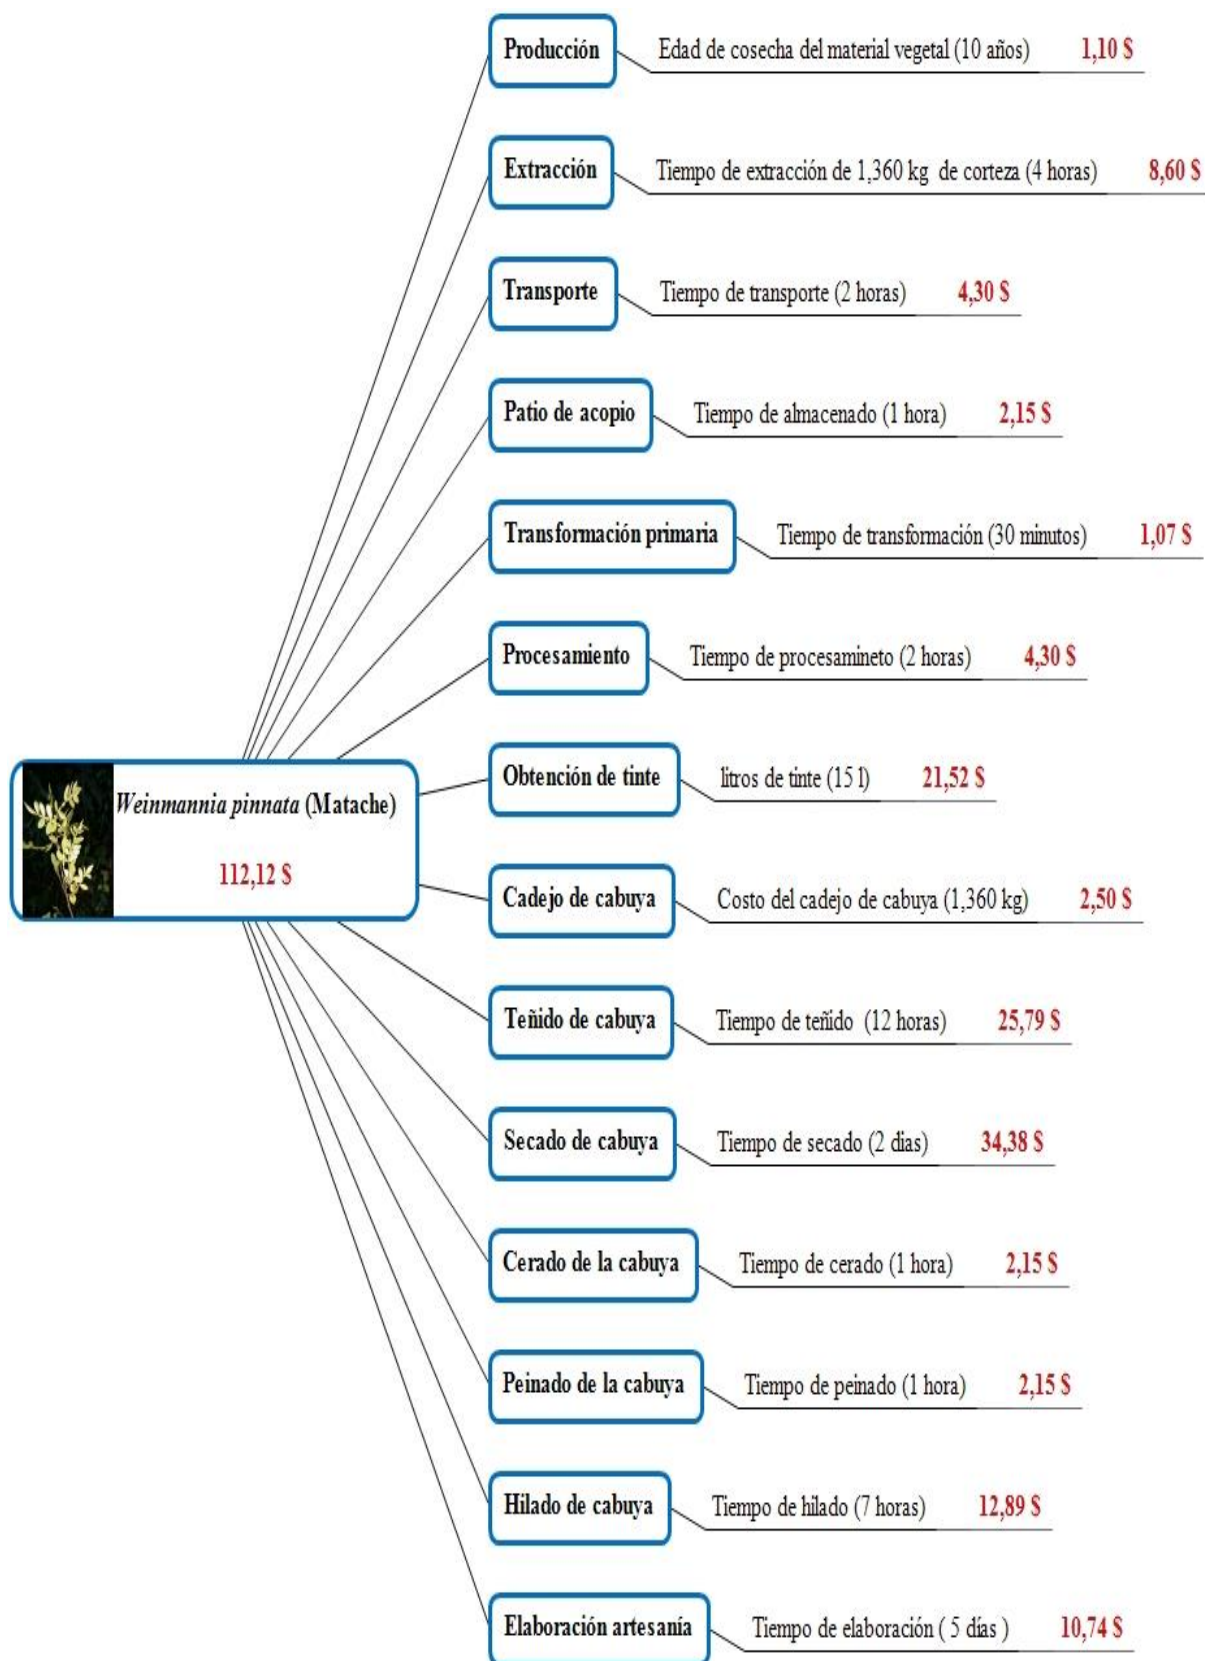 Producción
Edad de cosecha del material vegetal (10 años) 1,10 $
Extracción
Tiempo de extracción de 1,360 kg de corteza (4 horas) 8,60 $
Transporte
Tiempo de transporte (2 horas) 4,30 $
Patio de acopio
Tiempo de almacenado (1 hora) 2,15 $
Transformación primaria
Tiempo de transformación (30 minutos) 1,07 $
Procesamiento
Tiempo de procesamineto (2 horas) 4,30 $
Weinmannia pinnata (Matache)
112,12 $
Obtención de tinte
litros de tinte (15 l) 21,52 $
Cadejo de cabuya
Costo del cadejo de cabuya (1,360 kg) 2,50 $
Teñido de cabuya
Tiempo de teñido (12 horas) 25,79 $
Secado de cabuya
Tiempo de secado (2 dias) 34,38 $
Cerado de la cabuya
Tiempo de cerado (1 hora) 2,15 $
Peinado de la cabuya
Tiempo de peinado (1 hora) 2,15 $
Hilado de cabuya
Tiempo de hilado (7 horas) 12,89 $
Elaboración artesanía
Tiempo de elaboración ( 5 días ) 10,74 $